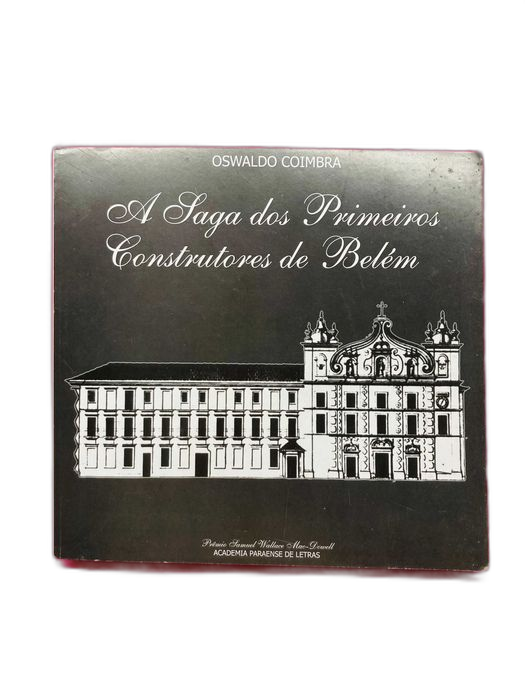 OSWALDO COIMBRA
A Saga dos Primeiros
Construtores de Belém
Prêmio Samuel Wallace Mac-Dowell
ACADEMIA PARAENSE DE LETRAS